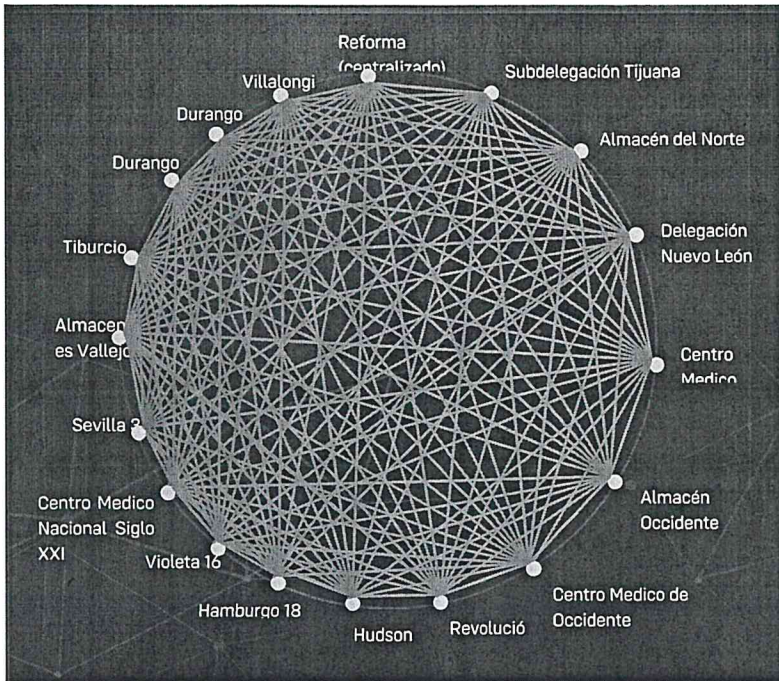 Reforma
(centralizado)
Subdelegación Tijuana
Almacén del Norte
Delegación
Nuevo León
Centro
Medico
Almacén
Occidente
Centro Medico de
Occidente
Revolució
Hudson
Hamburgo 18
Violeta 16
Centro Medico
Nacional Siglo
XXI
Sevilla 3
Almacen
es Vallejo
Tiburcio
Durango
Durango
Villalongi